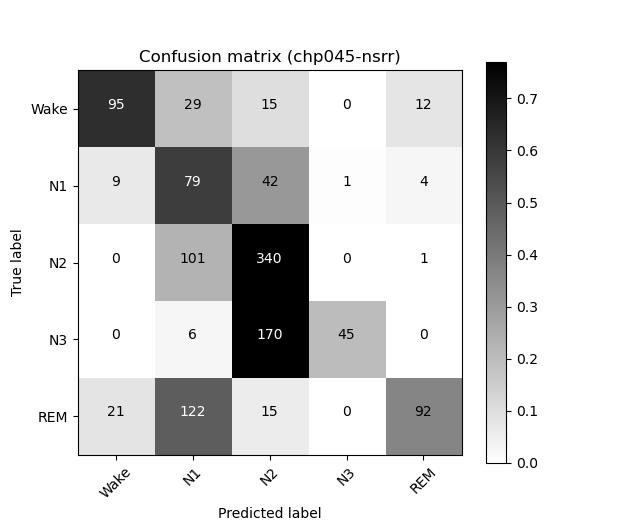 Confusion matrix (chp045-nsrr)
True label
Wake 95 29 15 0 12
N1 9 79 42 1 4
N2 0 101 340 0 1
N3 0 6 170 45 0
REM 21 122 15 0 92
Wake N1 N2 N3 REM
Predicted label
0.7
0.6
0.5
0.4
0.3
0.2
0.1
0.0